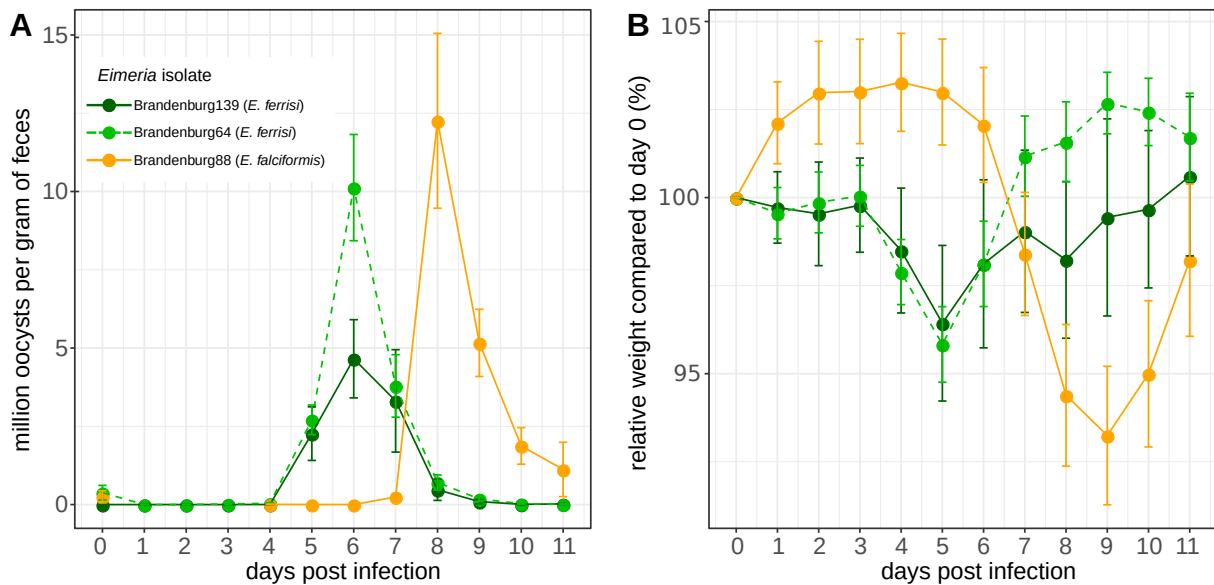 A
million oocysts per gram of feces
15
10
5
0
Eimeria isolate
Brandenburg139 (E. ferrisi)
Brandenburg64 (E. ferrisi)
Brandenburg88 (E. falciformis)
0 1 2 3 4 5 6 7 8 9 10 11
days post infection
B
relative weight compared to day 0 (%)
105
100
95
0 1 2 3 4 5 6 7 8 9 10 11
days post infection